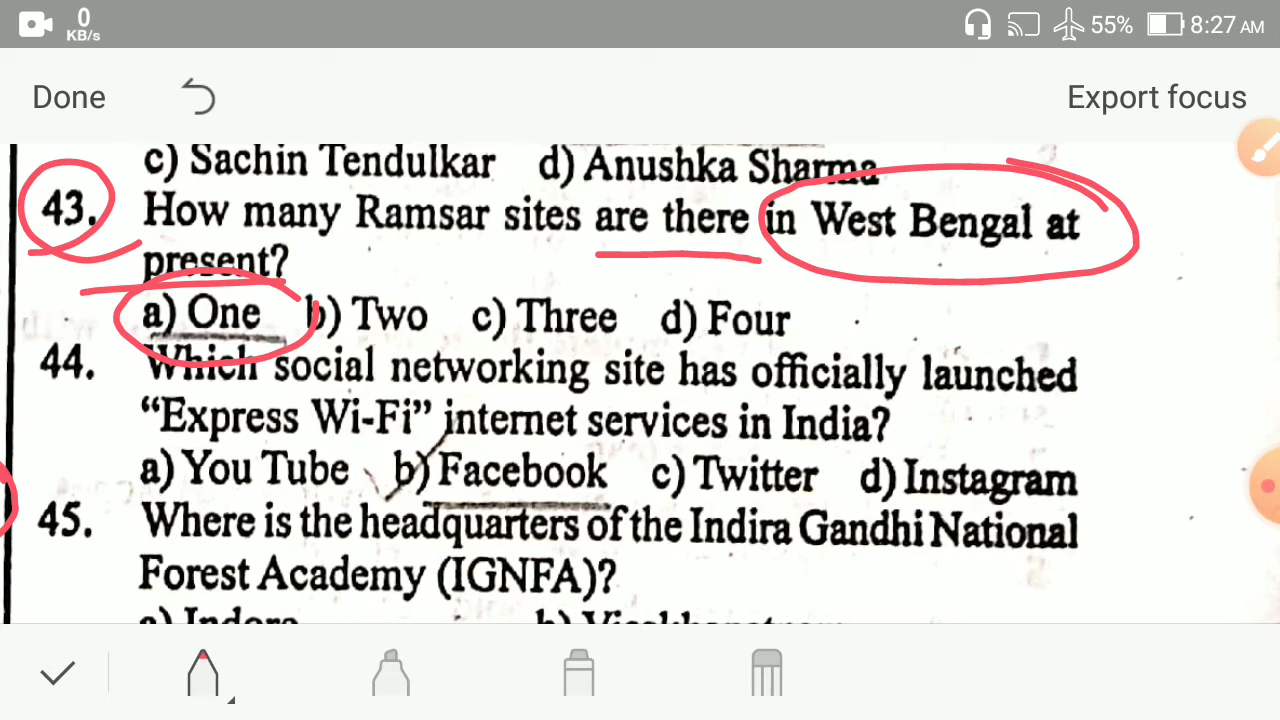 0
KB/s
55%
8:27 AM
Done
Export focus
c) Sachin Tendulkar d) Anushka Sharma
43. How many Ramsar sites are there in West Bengal at
present?
a) One b) Two c) Three d) Four
44. Which social networking site has officially launched
“Express Wi-Fi” internet services in India?
a) You Tube b) Facebook c) Twitter d) Instagram
45. Where is the headquarters of the Indira Gandhi National
Forest Academy (IGNFA)?
a) Indore b)